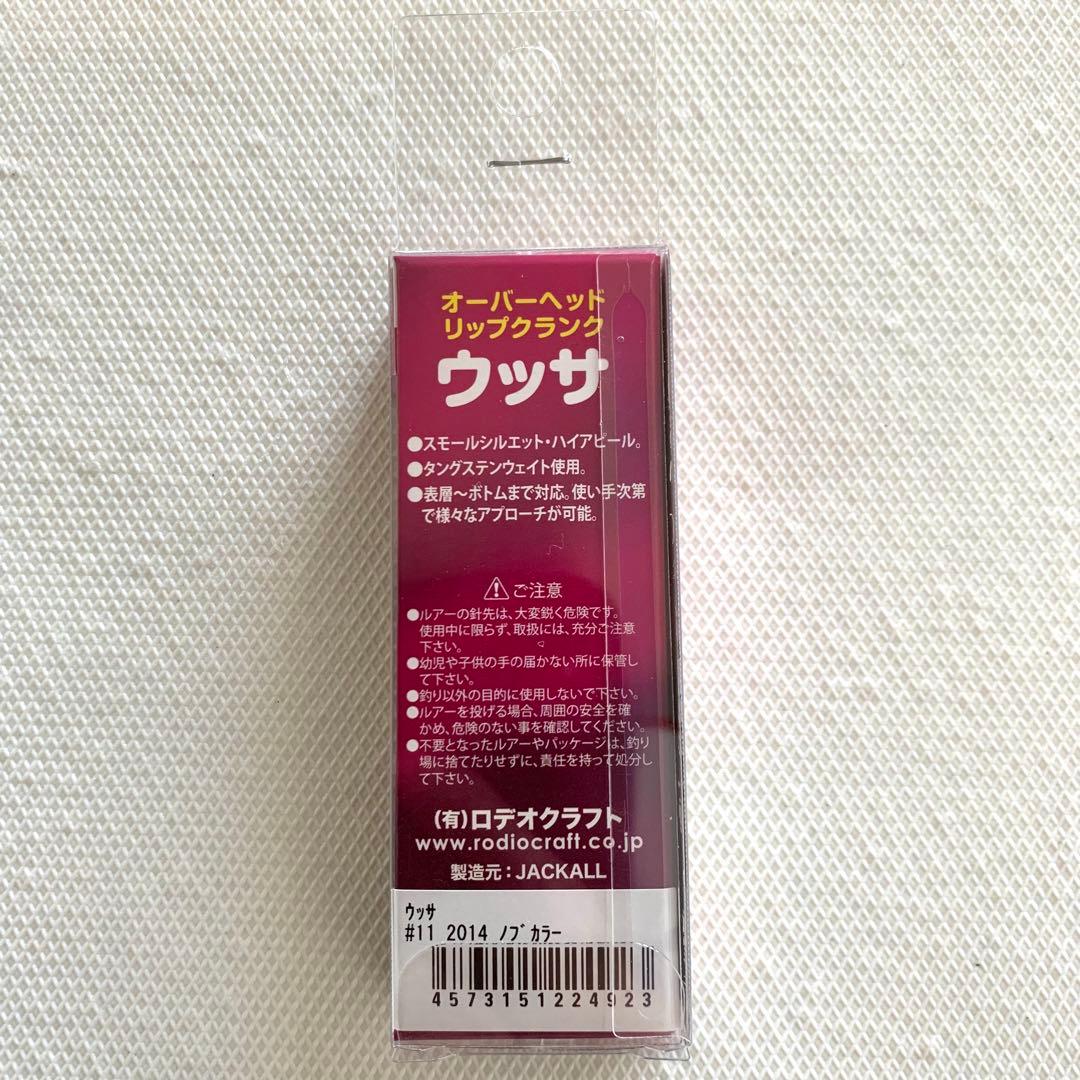 オーバーヘッド
リップクランク
ウッサ
●スモールシルエット・ハイアピール。
●タングステンウェイト使用。
●表層～ボトムまで対応。使い手次第
で様々なアプローチが可能。
ご注意
●ルアーの針先は、大変鋭く危険です。
使用中に限らず、取扱には、充分ご注意
下さい。
●幼児や子供の手の届かない所に保管し
て下さい。
●釣り以外の目的に使用しないで下さい。
●ルアーを投げる場合、周囲の安全を確
かめ、危険のない事を確認してください。
●不要となったルアーやパッケージは、釣り
場に捨てたりせずに、責任を持って処分し
て下さい。
(有)ロデオクラフト
www.rodiocraft.co.jp
製造元：JACKALL
ｳｯｻ
#11 2014 ﾉﾌﾞｶﾗｰ
4573151224923